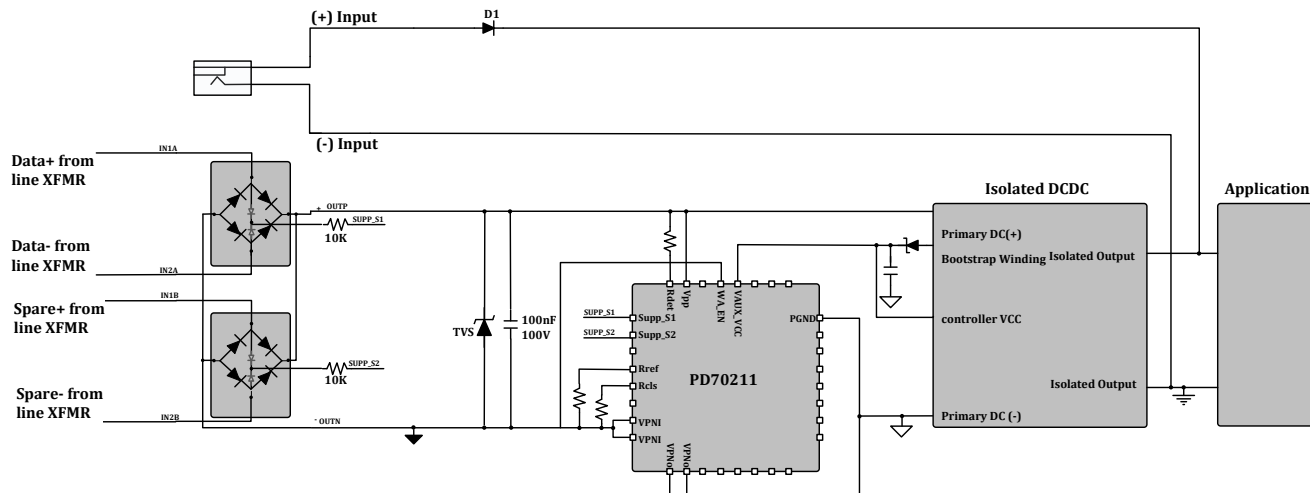 (+) Input
D1
(-) Input
Data+ from
line XFMR
IN1A
+ OUTP
SUPP_S1
10K
Data- from
line XFMR
IN2A
Spare+ from
line XFMR
IN1B
SUPP_S2
10K
Spare- from
line XFMR
IN2B
- OUTN
TVS
100nF
100V
SUPP_S1
SUPP_S2
Rdet
Vpp
WA_EN
VAUX_VCC
Supp_S1
Supp_S2
PGND
Rref
Rcls
PD70211
VPNI
VPNI
VPNo
VPNo
Isolated DCDC
Primary DC(+)
Bootstrap Winding
Isolated Output
controller VCC
Isolated Output
Primary DC (-)
Application